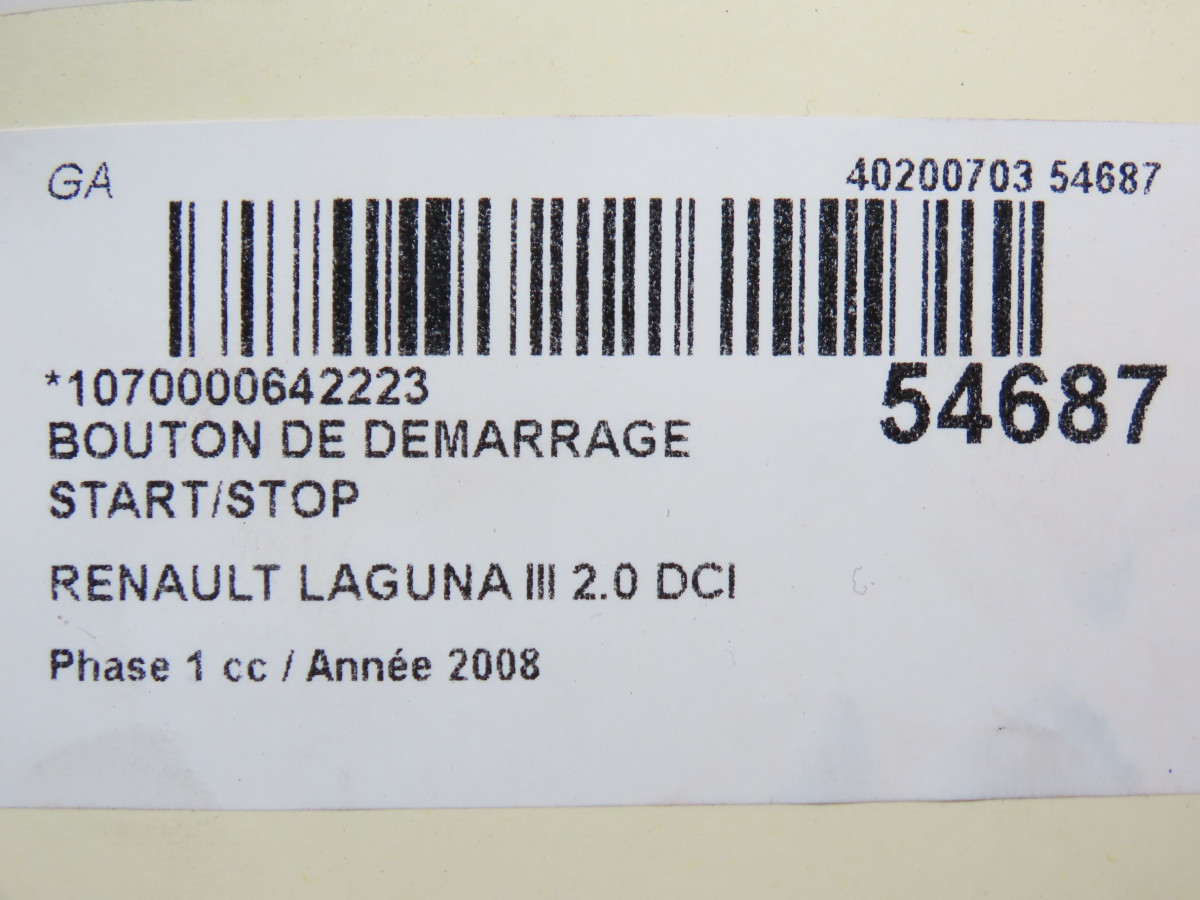 GA 40200703 54687
*1070000642223
54687
BOUTON DE DEMARRAGE
START/STOP
RENAULT LAGUNA III 2.0 DCI
Phase 1 cc / Année 2008